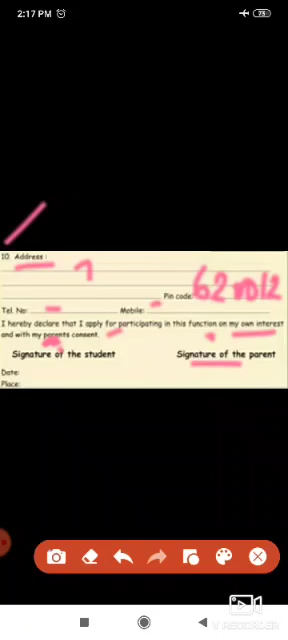 2:17 PM
75
10. Address :
Pin code:
Tel. No: Mobile:
I hereby declare that I apply for participating in this function on my own interest
and with my parents consent.
Signature of the student Signature of the parent
Date:
Place:
V RECORDER